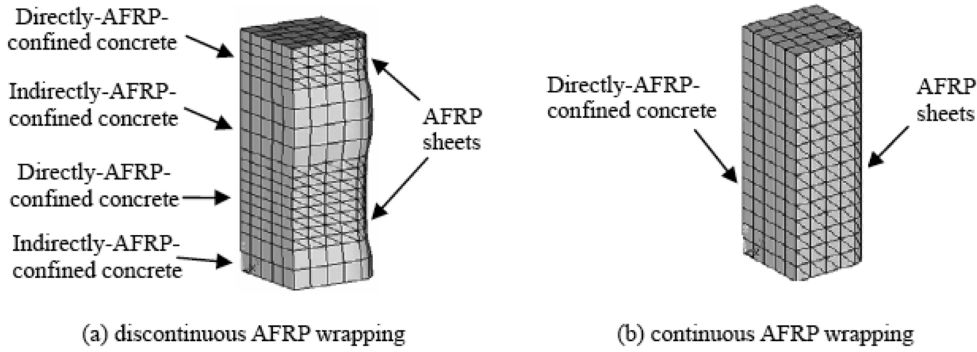 Directly-AFRP-
confined concrete
Indirectly-AFRP-
confined concrete
Directly-AFRP-
confined concrete
Indirectly-AFRP-
confined concrete
AFRP
sheets
(a) discontinuous AFRP wrapping
Directly-AFRP-
confined concrete
AFRP
sheets
(b) continuous AFRP wrapping